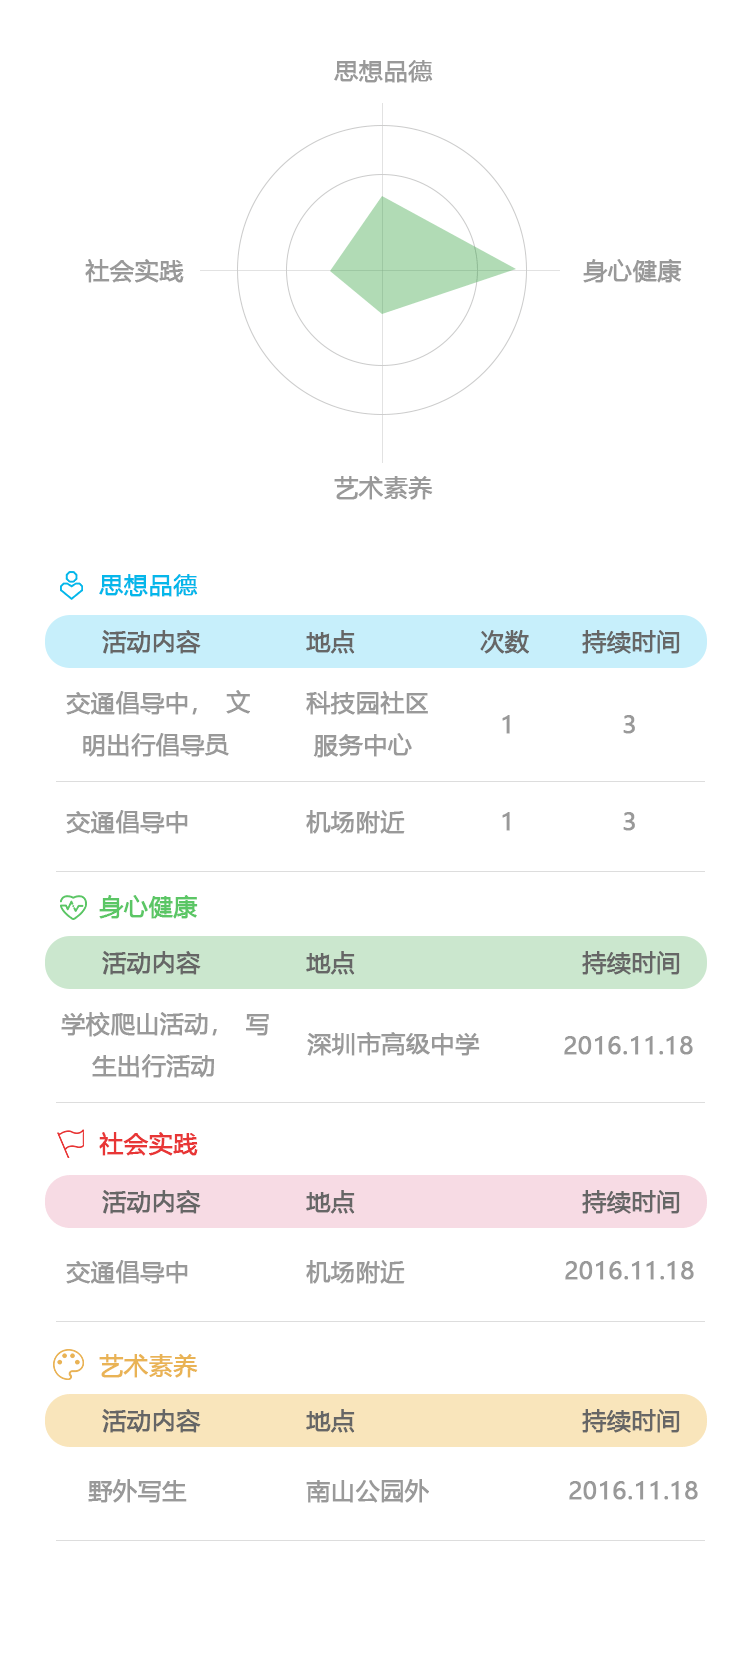 思想品德
社会实践
身心健康
艺术素养
思想品德
活动内容 地点 次数 持续时间
交通倡导中， 文 科技园社区 1 3
明出行倡导员 服务中心
交通倡导中 机场附近 1 3
身心健康
活动内容 地点 持续时间
学校爬山活动， 写 深圳市高级中学 2016.11.18
生出行活动
社会实践
活动内容 地点 持续时间
交通倡导中 机场附近 2016.11.18
艺术素养
活动内容 地点 持续时间
野外写生 南山公园外 2016.11.18